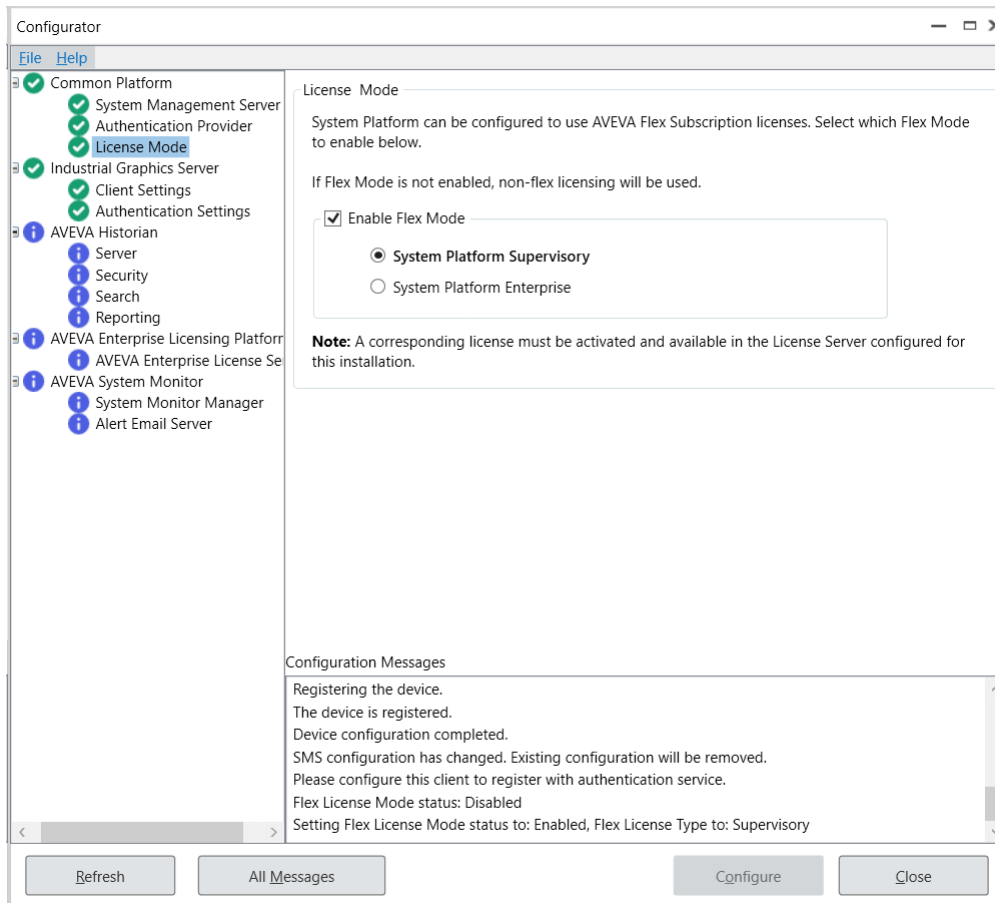 Configurator
File Help
Common Platform
System Management Server
Authentication Provider
License Mode
Industrial Graphics Server
Client Settings
Authentication Settings
AVEVA Historian
Server
Security
Search
Reporting
AVEVA Enterprise Licensing Platforr
AVEVA Enterprise License Se
AVEVA System Monitor
System Monitor Manager
Alert Email Server
License Mode
System Platform can be configured to use AVEVA Flex Subscription licenses. Select which Flex Mode
to enable below.
If Flex Mode is not enabled, non-flex licensing will be used.
Enable Flex Mode
System Platform Supervisory
System Platform Enterprise
Note: A corresponding license must be activated and available in the License Server configured for
this installation.
Configuration Messages
Registering the device.
The device is registered.
Device configuration completed.
SMS configuration has changed. Existing configuration will be removed.
Please configure this client to register with authentication service.
Flex License Mode status: Disabled
Setting Flex License Mode status to: Enabled, Flex License Type to: Supervisory
Refresh
All Messages
Configure
Close